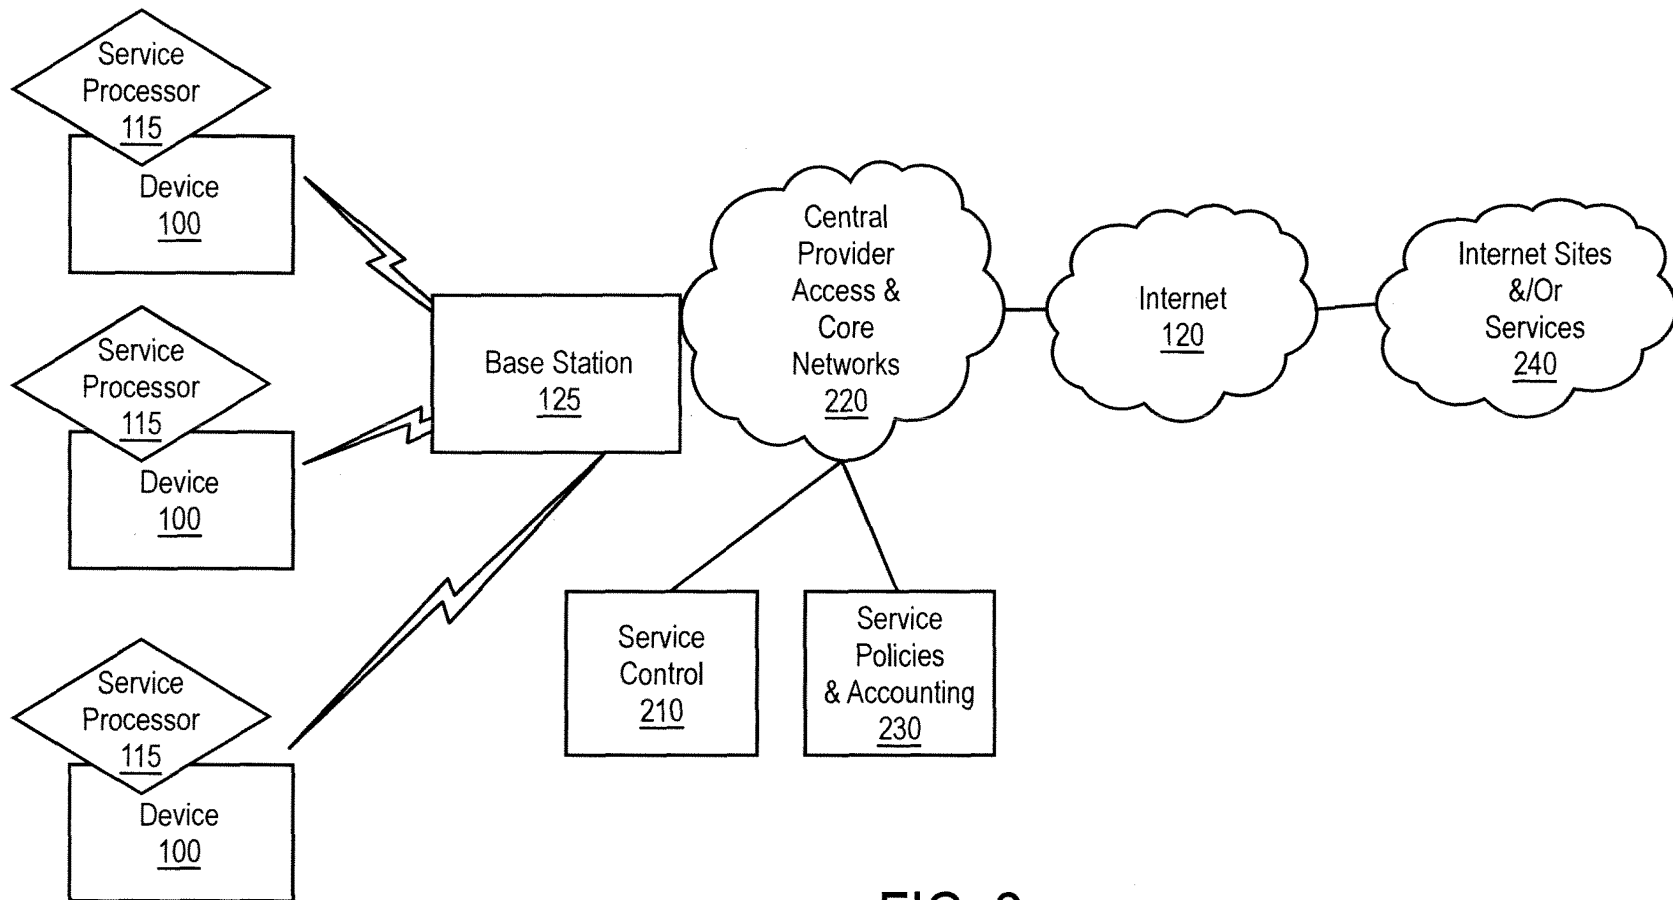 Service
Processor
115
Device
100
Service
Processor
115
Device
100
Service
Processor
115
Device
100
Base Station
125
Central
Provider
Access &
Core
Networks
220
Internet
120
Internet Sites
&/Or
Services
240
Service
Control
210
Service
Policies
& Accounting
230